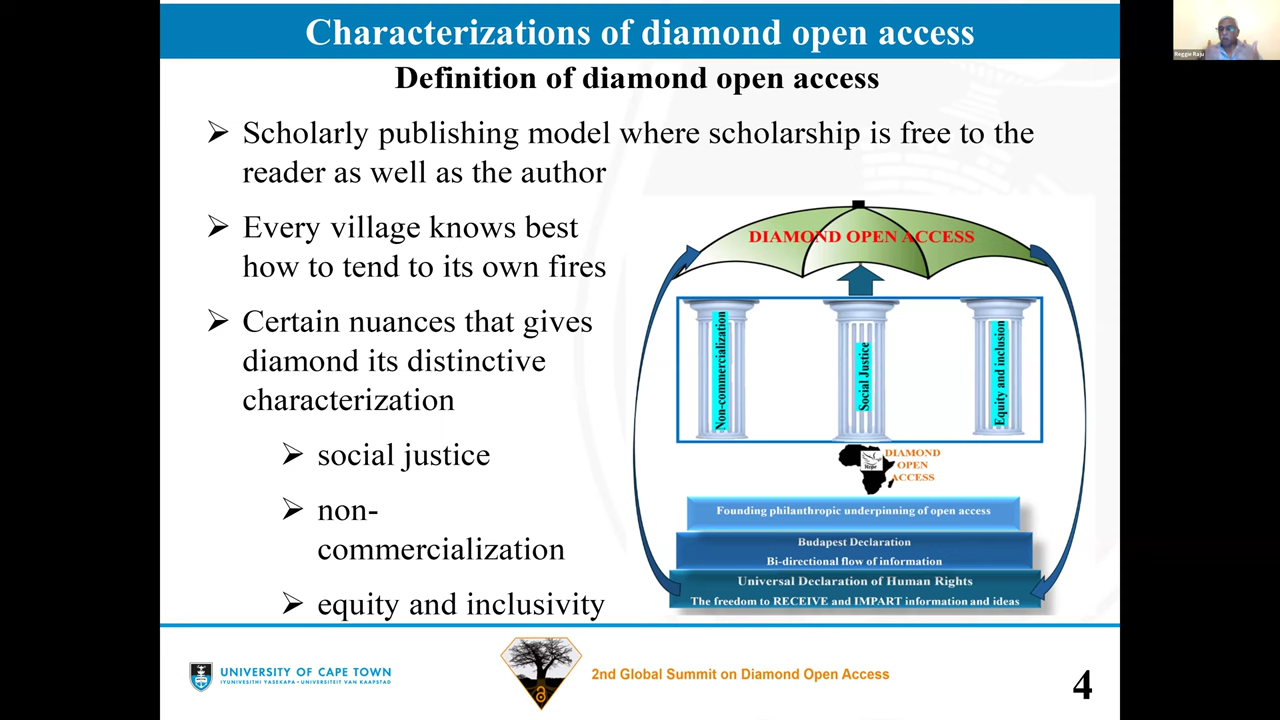 Characterizations of diamond open access
Reggie Raju
Definition of diamond open access
Scholarly publishing model where scholarship is free to the
reader as well as the author
Every village knows best
how to tend to its own fires
Certain nuances that gives
diamond its distinctive
characterization
social justice
non-
commercialization
equity and inclusivity
DIAMOND OPEN ACCESS
Non-commercialization
Social Justice
Equity and inclusion
DIAMOND
OPEN
ACCESS
Founding philanthropic underpinning of open access
Budapest Declaration
Bi-directional flow of information
Universal Declaration of Human Rights
The freedom to RECEIVE and IMPART information and ideas
UNIVERSITY OF CAPE TOWN
IYUNIVESITHI YASEKAPA • UNIVERSITEIT VAN KAAPSTAD
2nd Global Summit on Diamond Open Access
4